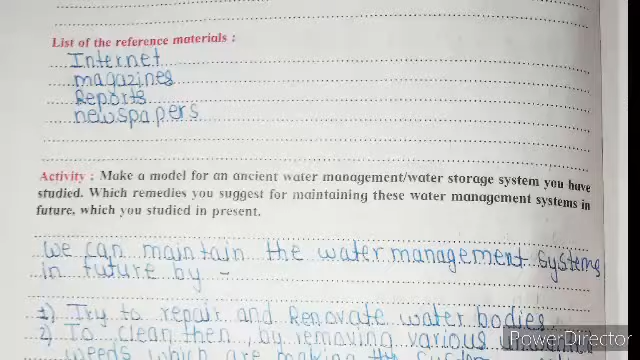 List of the reference materials :
Internet
magazines
Reports
newspapers
Activity : Make a model for an ancient water management/water storage system you have
studied. Which remedies you suggest for maintaining these water management systems in
future, which you studied in present.
We can maintain the water management systems
in future by -
1) Try to repair and Renovate water bodies
2) To clean then, by removing various
weeds which are making
PowerDirector